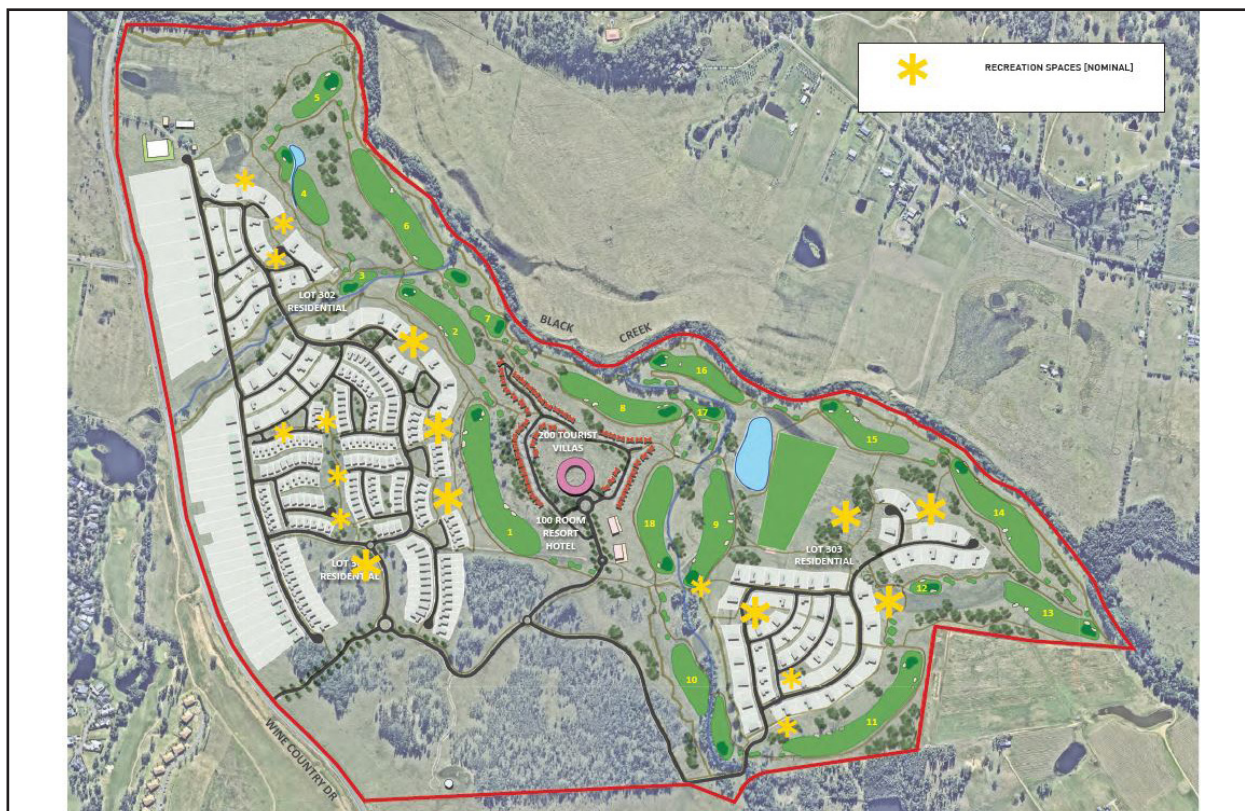 RECREATION SPACES [NOMINAL]
5
4
6
3
LOT 302
RESIDENTIAL
2
7
BLACK
CREEK
16
8
17
15
200 TOURIST
VILLAS
14
1
100 ROOM
RESORT
HOTEL
18
9
LOT 303
RESIDENTIAL
RESIDENTIAL
12
13
10
11
WINE COUNTRY DR